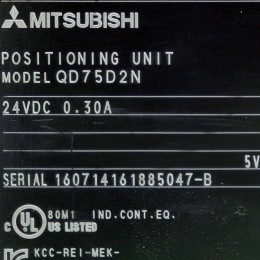 MITSUBISHI
POSITIONING UNIT
MODEL QD75D2N
24VDC 0.30A
5V
SERIAL 160714161885047-B
C UL US LISTED 80M1 IND.CONT.EQ.
KCC-REI-MEK-